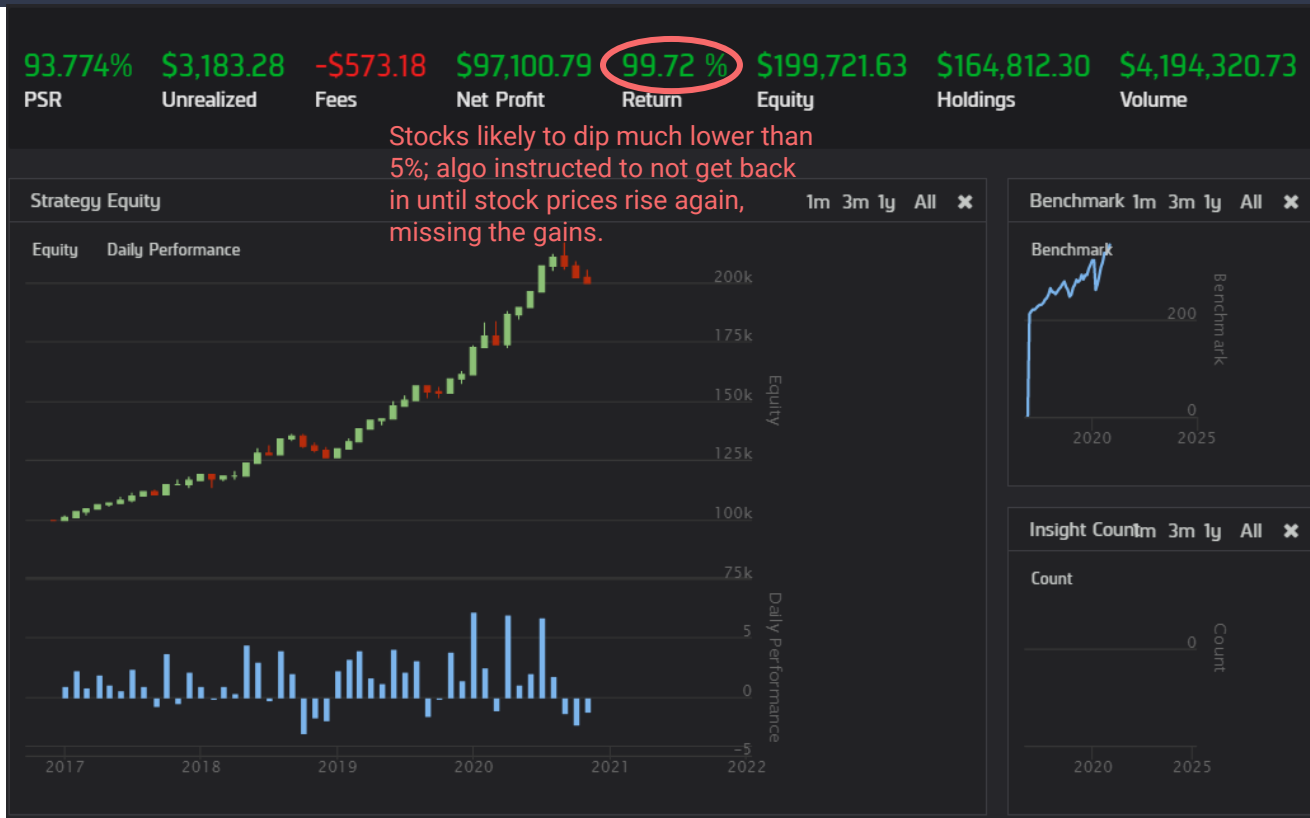 93.774% $3,183.28 -$573.18 $97,100.79 99.72 % $199,721.63 $164,812.30 $4,194,320.73
PSR Unrealized Fees Net Profit Return Equity Holdings Volume
Stocks likely to dip much lower than
5%; algo instructed to not get back
in until stock prices rise again,
missing the gains.
Strategy Equity 1m 3m 1y All ✖
Equity Daily Performance
200k
175k
150k
125k
100k
75k
Equity
5
0
-5
Daily Performance
2017 2018 2019 2020 2021 2022
Benchmark 1m 3m 1y All ✖
Benchmark
200
0
Benchmark
2020 2025
Insight Count 1m 3m 1y All ✖
Count
0
Count
2020 2025